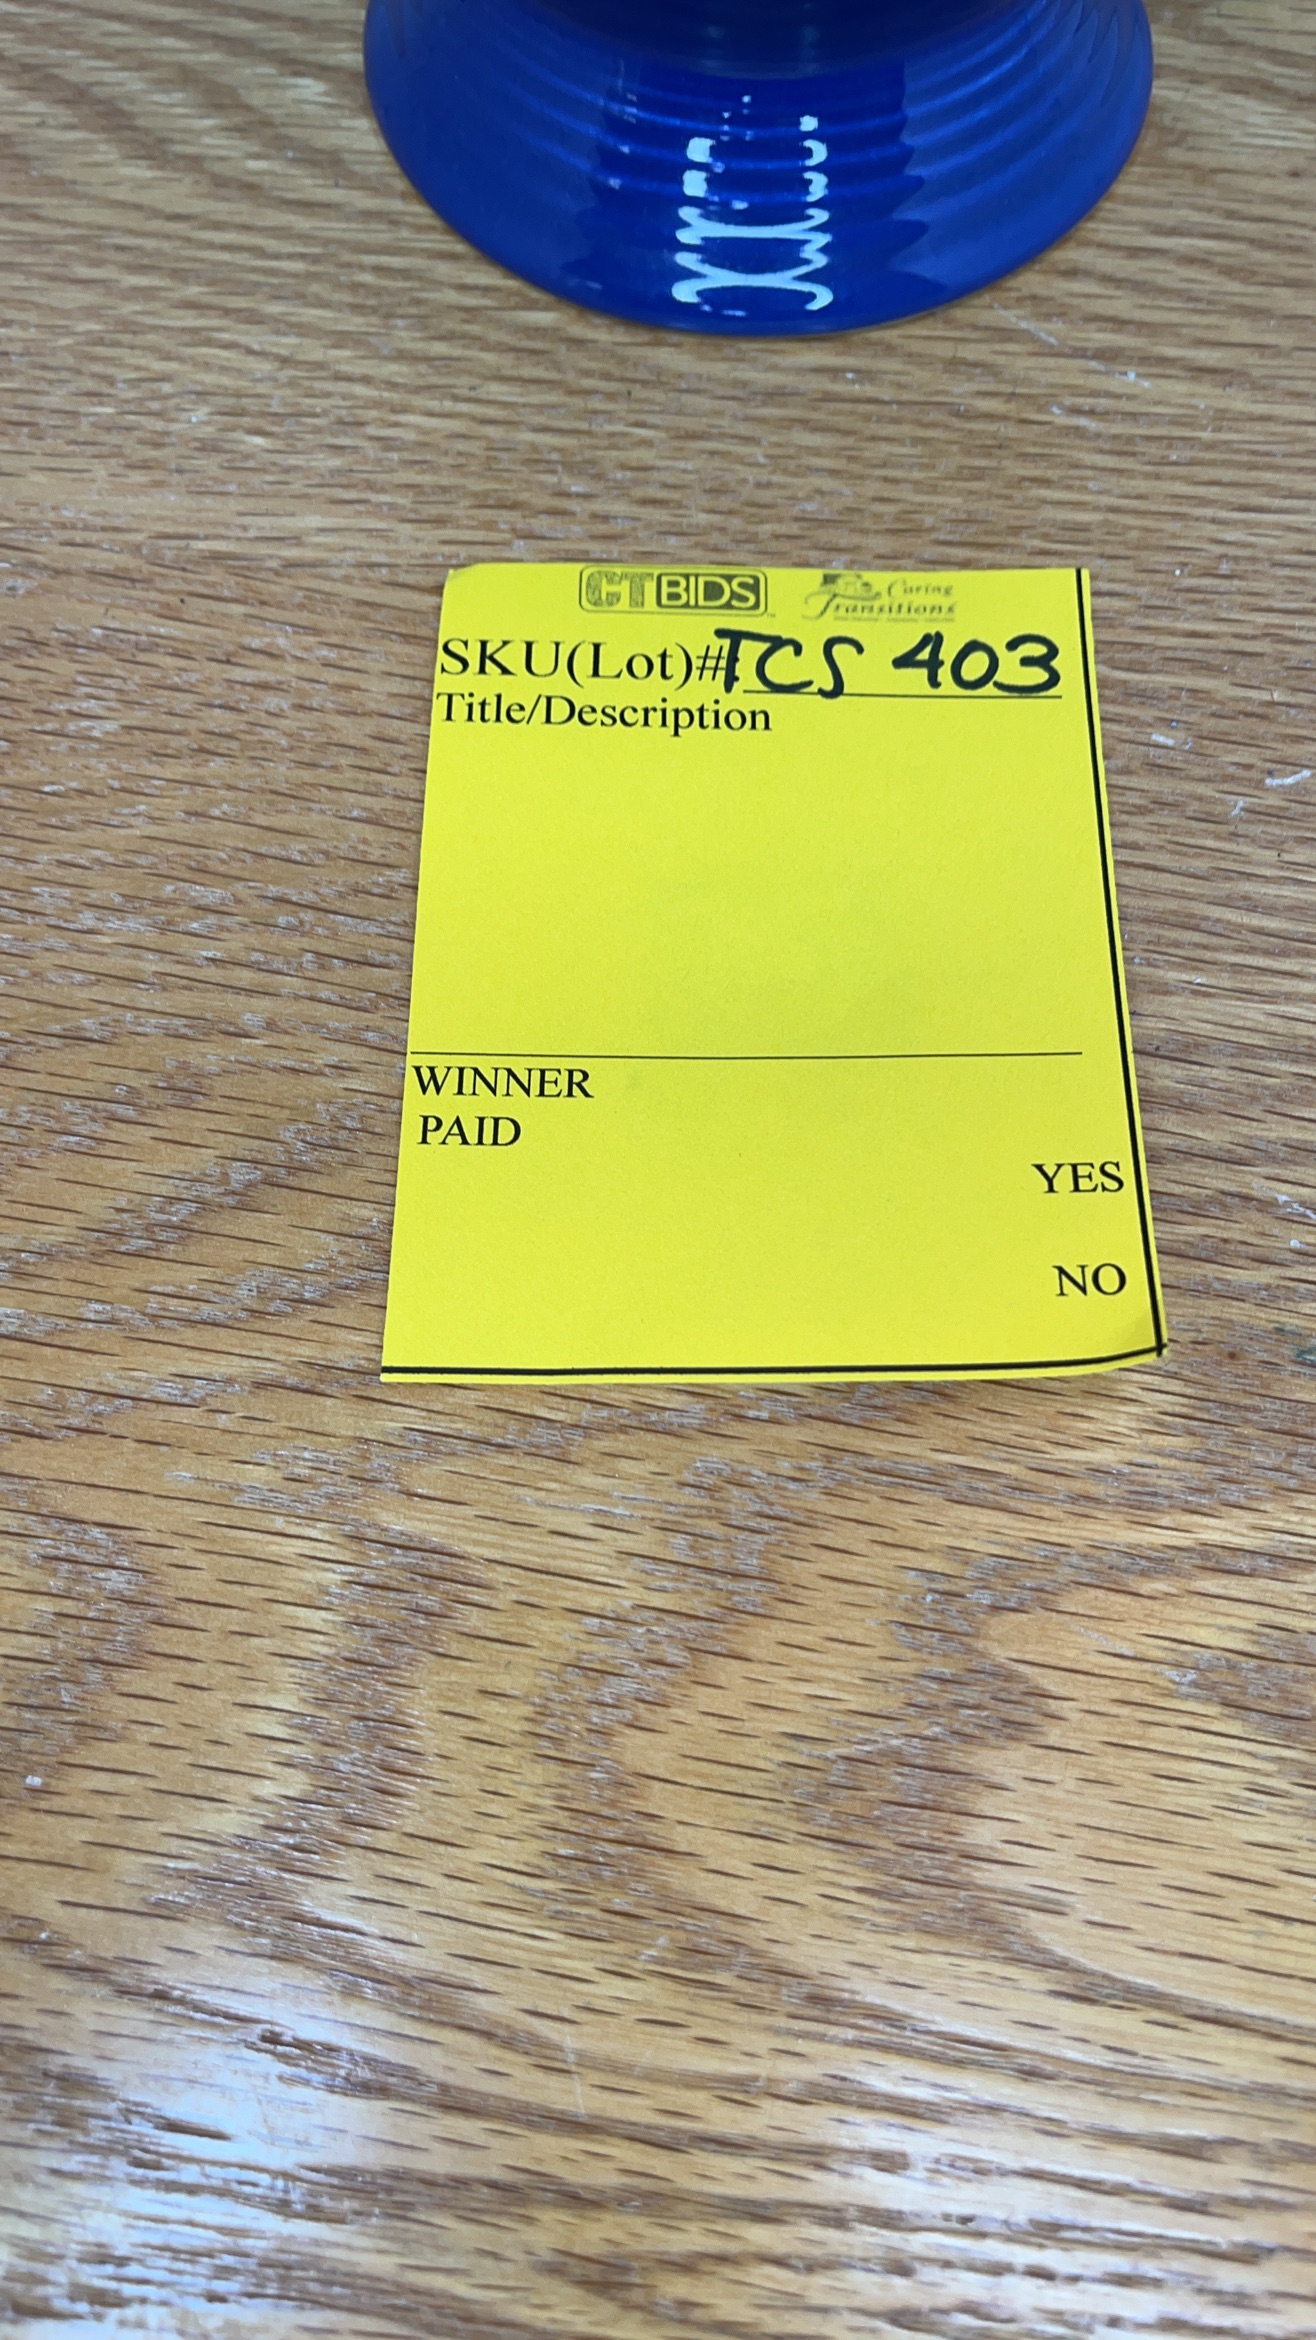 CTBIDS Caring Transitions
SKU(Lot)#: TCS 403
Title/Description
WINNER
PAID
YES
NO